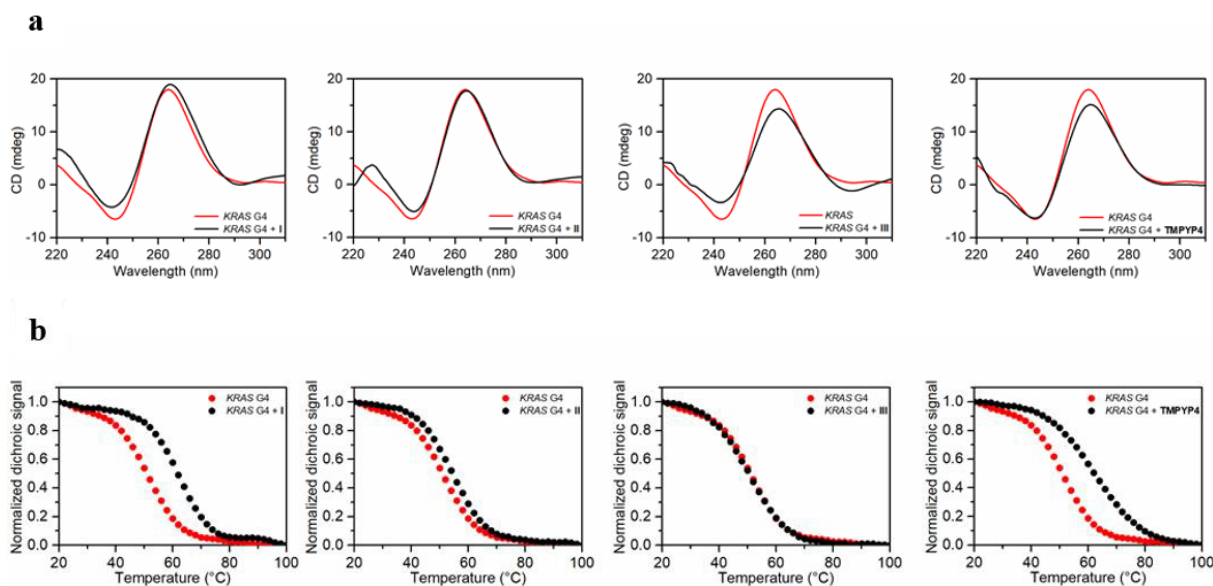 a
20
10
0
-10
CD (mdeg)
KRAS G4
KRAS G4 + I
220 240 260 280 300
Wavelength (nm)
20
10
0
-10
CD (mdeg)
KRAS G4
KRAS G4 + II
220 240 260 280 300
Wavelength (nm)
20
10
0
-10
CD (mdeg)
KRAS
KRAS G4 + III
220 240 260 280 300
Wavelength (nm)
20
10
0
-10
CD (mdeg)
KRAS G4
KRAS G4 + TMPYP4
220 240 260 280 300
Wavelength (nm)
b
Normalized dichroic signal
1.0
0.8
0.6
0.4
0.2
0.0
KRAS G4
KRAS G4 + I
20 40 60 80 100
Temperature (°C)
Normalized dichroic signal
1.0
0.8
0.6
0.4
0.2
0.0
KRAS G4
KRAS G4 + II
20 40 60 80 100
Temperature (°C)
Normalized dichroic signal
1.0
0.8
0.6
0.4
0.2
0.0
KRAS G4
KRAS G4 + III
20 40 60 80 100
Temperature (°C)
Normalized dichroic signal
1.0
0.8
0.6
0.4
0.2
0.0
KRAS G4
KRAS G4 + TMPYP4
20 40 60 80 100
Temperature (°C)